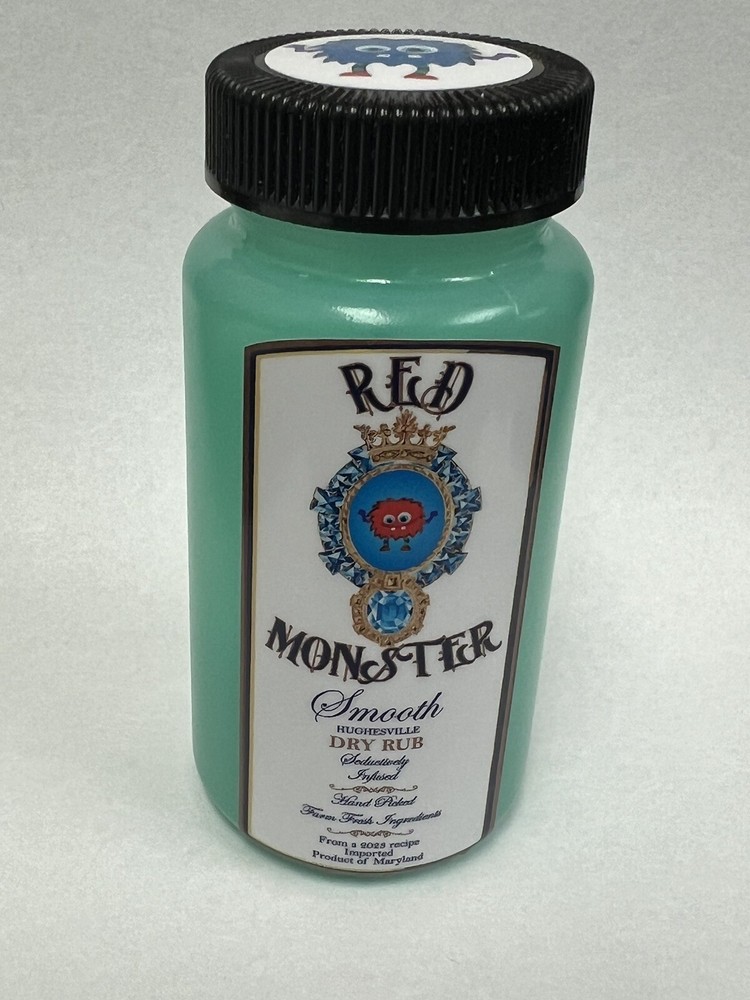 RED
MONSTER
Smooth
HUGHESVILLE
DRY RUB
Seductively
Infused
Hand Picked
Farm Fresh Ingredients
From a 2023 recipe
Imported
Product of Maryland